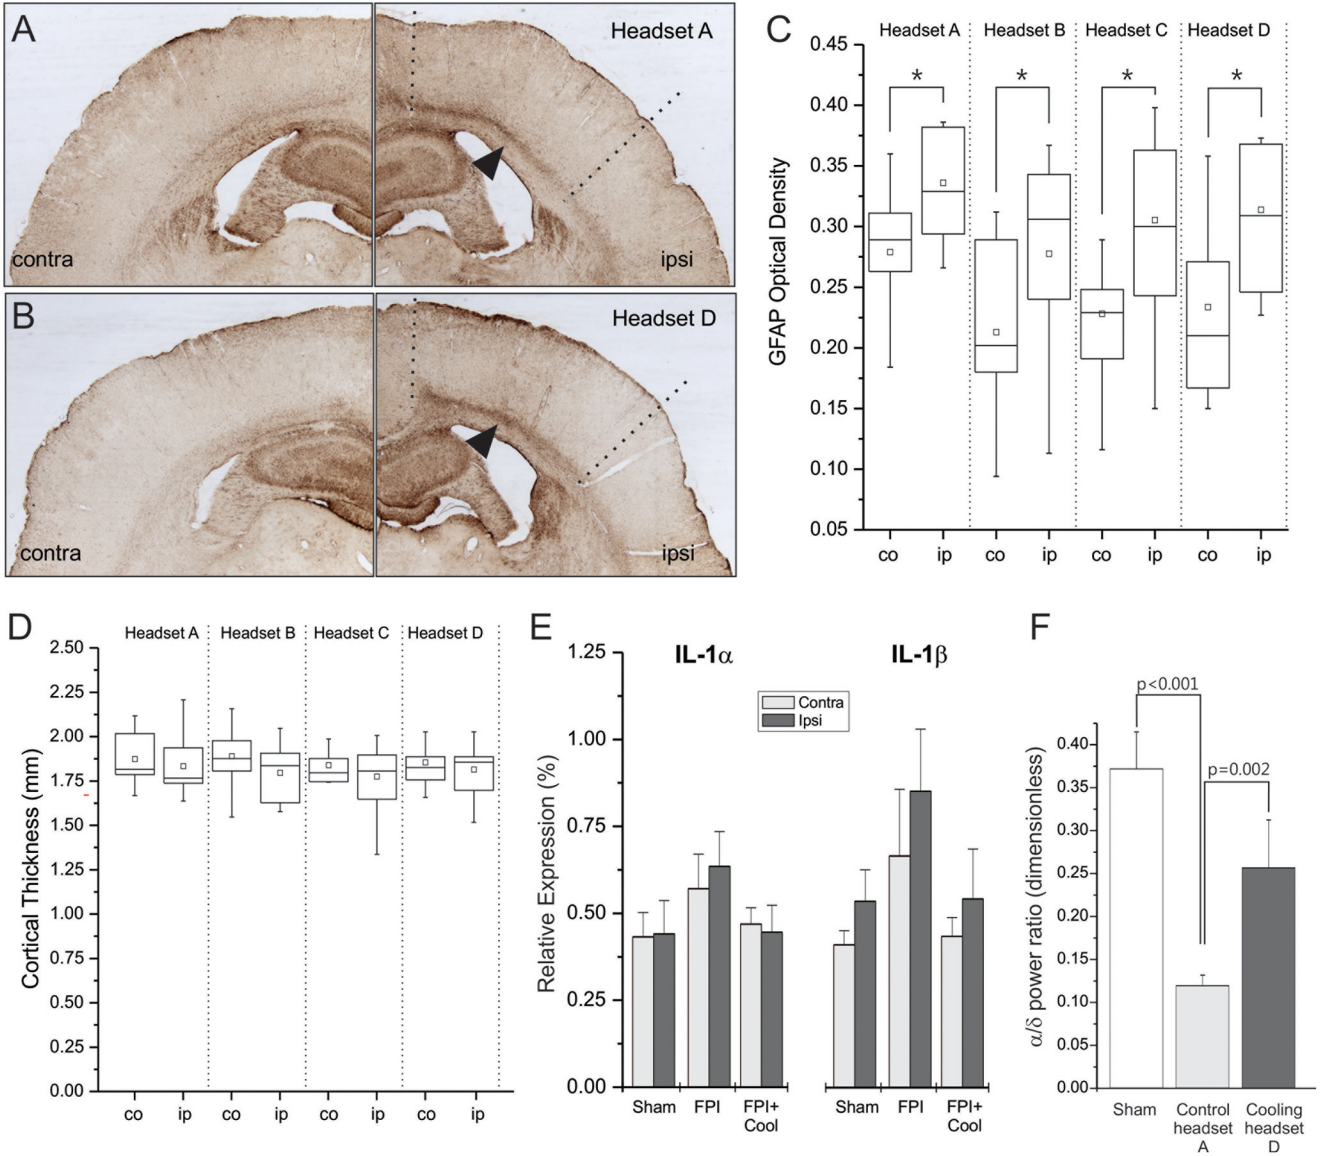 A
Headset A
contra
ipsi
B
Headset D
contra
ipsi
C
Headset A
Headset B
Headset C
Headset D
*
*
*
*
GFAP Optical Density
0.45
0.40
0.35
0.30
0.25
0.20
0.15
0.10
0.05
co ip co ip co ip co ip
D
Headset A
Headset B
Headset C
Headset D
Cortical Thickness (mm)
2.50
2.25
2.00
1.75
1.50
1.25
1.00
0.75
0.50
0.25
0.00
co ip co ip co ip co ip
E
IL-1α
IL-1β
Contra
Ipsi
Relative Expression (%)
1.25
1.00
0.75
0.50
0.25
0.00
Sham FPI FPI+ Sham FPI FPI+
Cool Cool
F
p<0.001
p=0.002
α/δ power ratio (dimensionless)
0.40
0.35
0.30
0.25
0.20
0.15
0.10
0.05
0.00
Sham Control Cooling
headset headset
A D